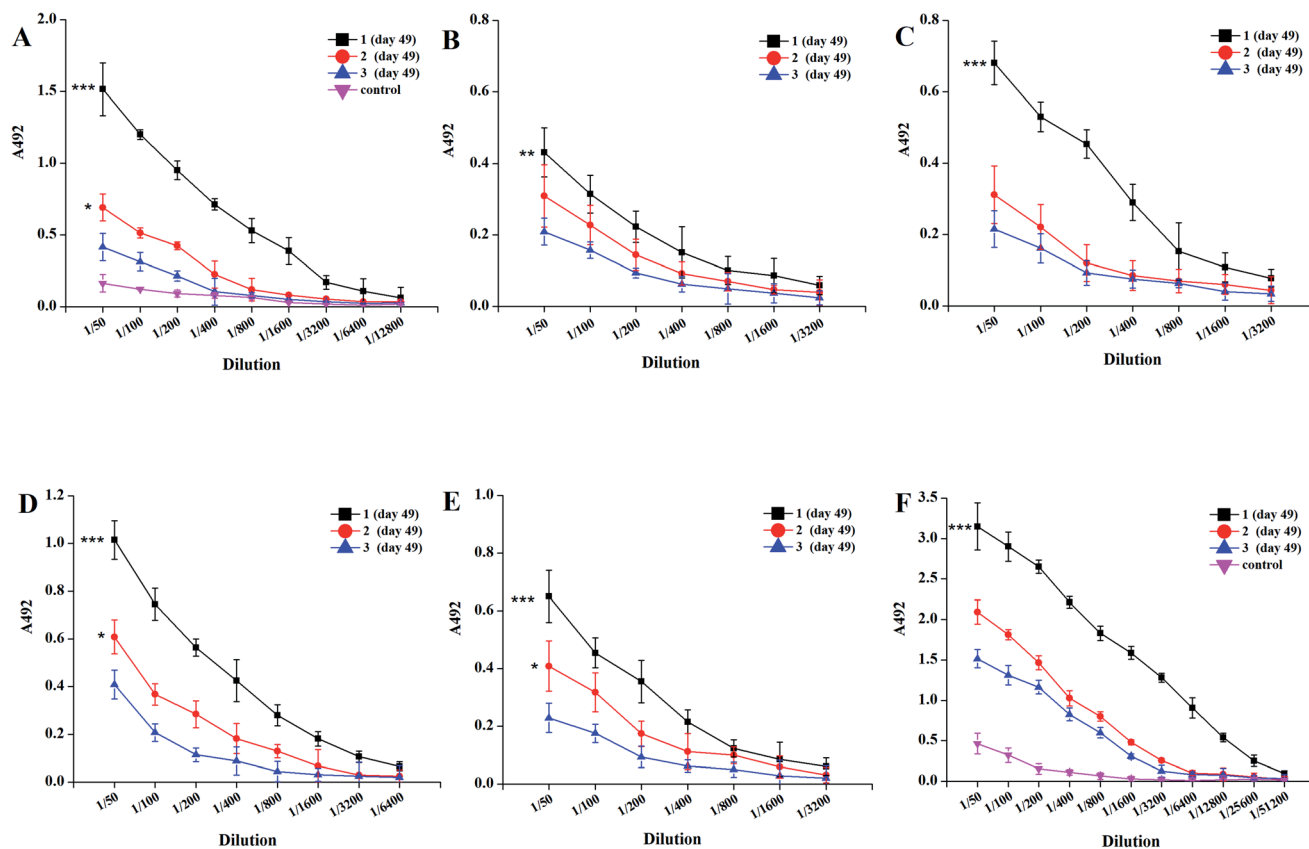 A
2.0
1.5
1.0
0.5
0.0
A492
***
*
1 (day 49)
2 (day 49)
3 (day 49)
control
1/50
1/100
1/200
1/400
1/800
1/1600
1/3200
1/6400
1/12800
Dilution
B
0.8
0.6
0.4
0.2
0.0
A492
**
1 (day 49)
2 (day 49)
3 (day 49)
1/50
1/100
1/200
1/400
1/800
1/1600
1/3200
Dilution
C
0.8
0.6
0.4
0.2
0.0
A492
***
1 (day 49)
2 (day 49)
3 (day 49)
1/50
1/100
1/200
1/400
1/800
1/1600
1/3200
Dilution
D
1.2
1.0
0.8
0.6
0.4
0.2
0.0
A492
***
*
1 (day 49)
2 (day 49)
3 (day 49)
1/50
1/100
1/200
1/400
1/800
1/1600
1/3200
1/6400
Dilution
E
1.0
0.8
0.6
0.4
0.2
0.0
A492
***
*
1 (day 49)
2 (day 49)
3 (day 49)
1/50
1/100
1/200
1/400
1/800
1/1600
1/3200
Dilution
F
3.5
3.0
2.5
2.0
1.5
1.0
0.5
0.0
A492
***
1 (day 49)
2 (day 49)
3 (day 49)
control
1/50
1/100
1/200
1/400
1/800
1/1600
1/3200
1/6400
1/12800
1/25600
1/51200
Dilution